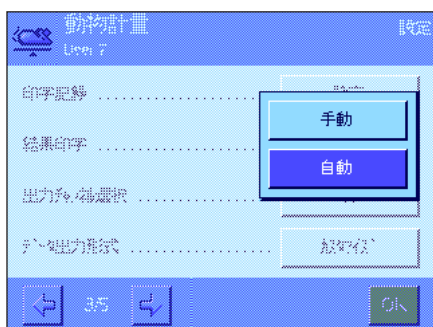 動物計量
設定
User 7
印字記録 ....................
手動
結果印字 ....................
自動
出力チャンネル選択 ................
データ出力形式 ................ カスタマイズ
3/5
OK